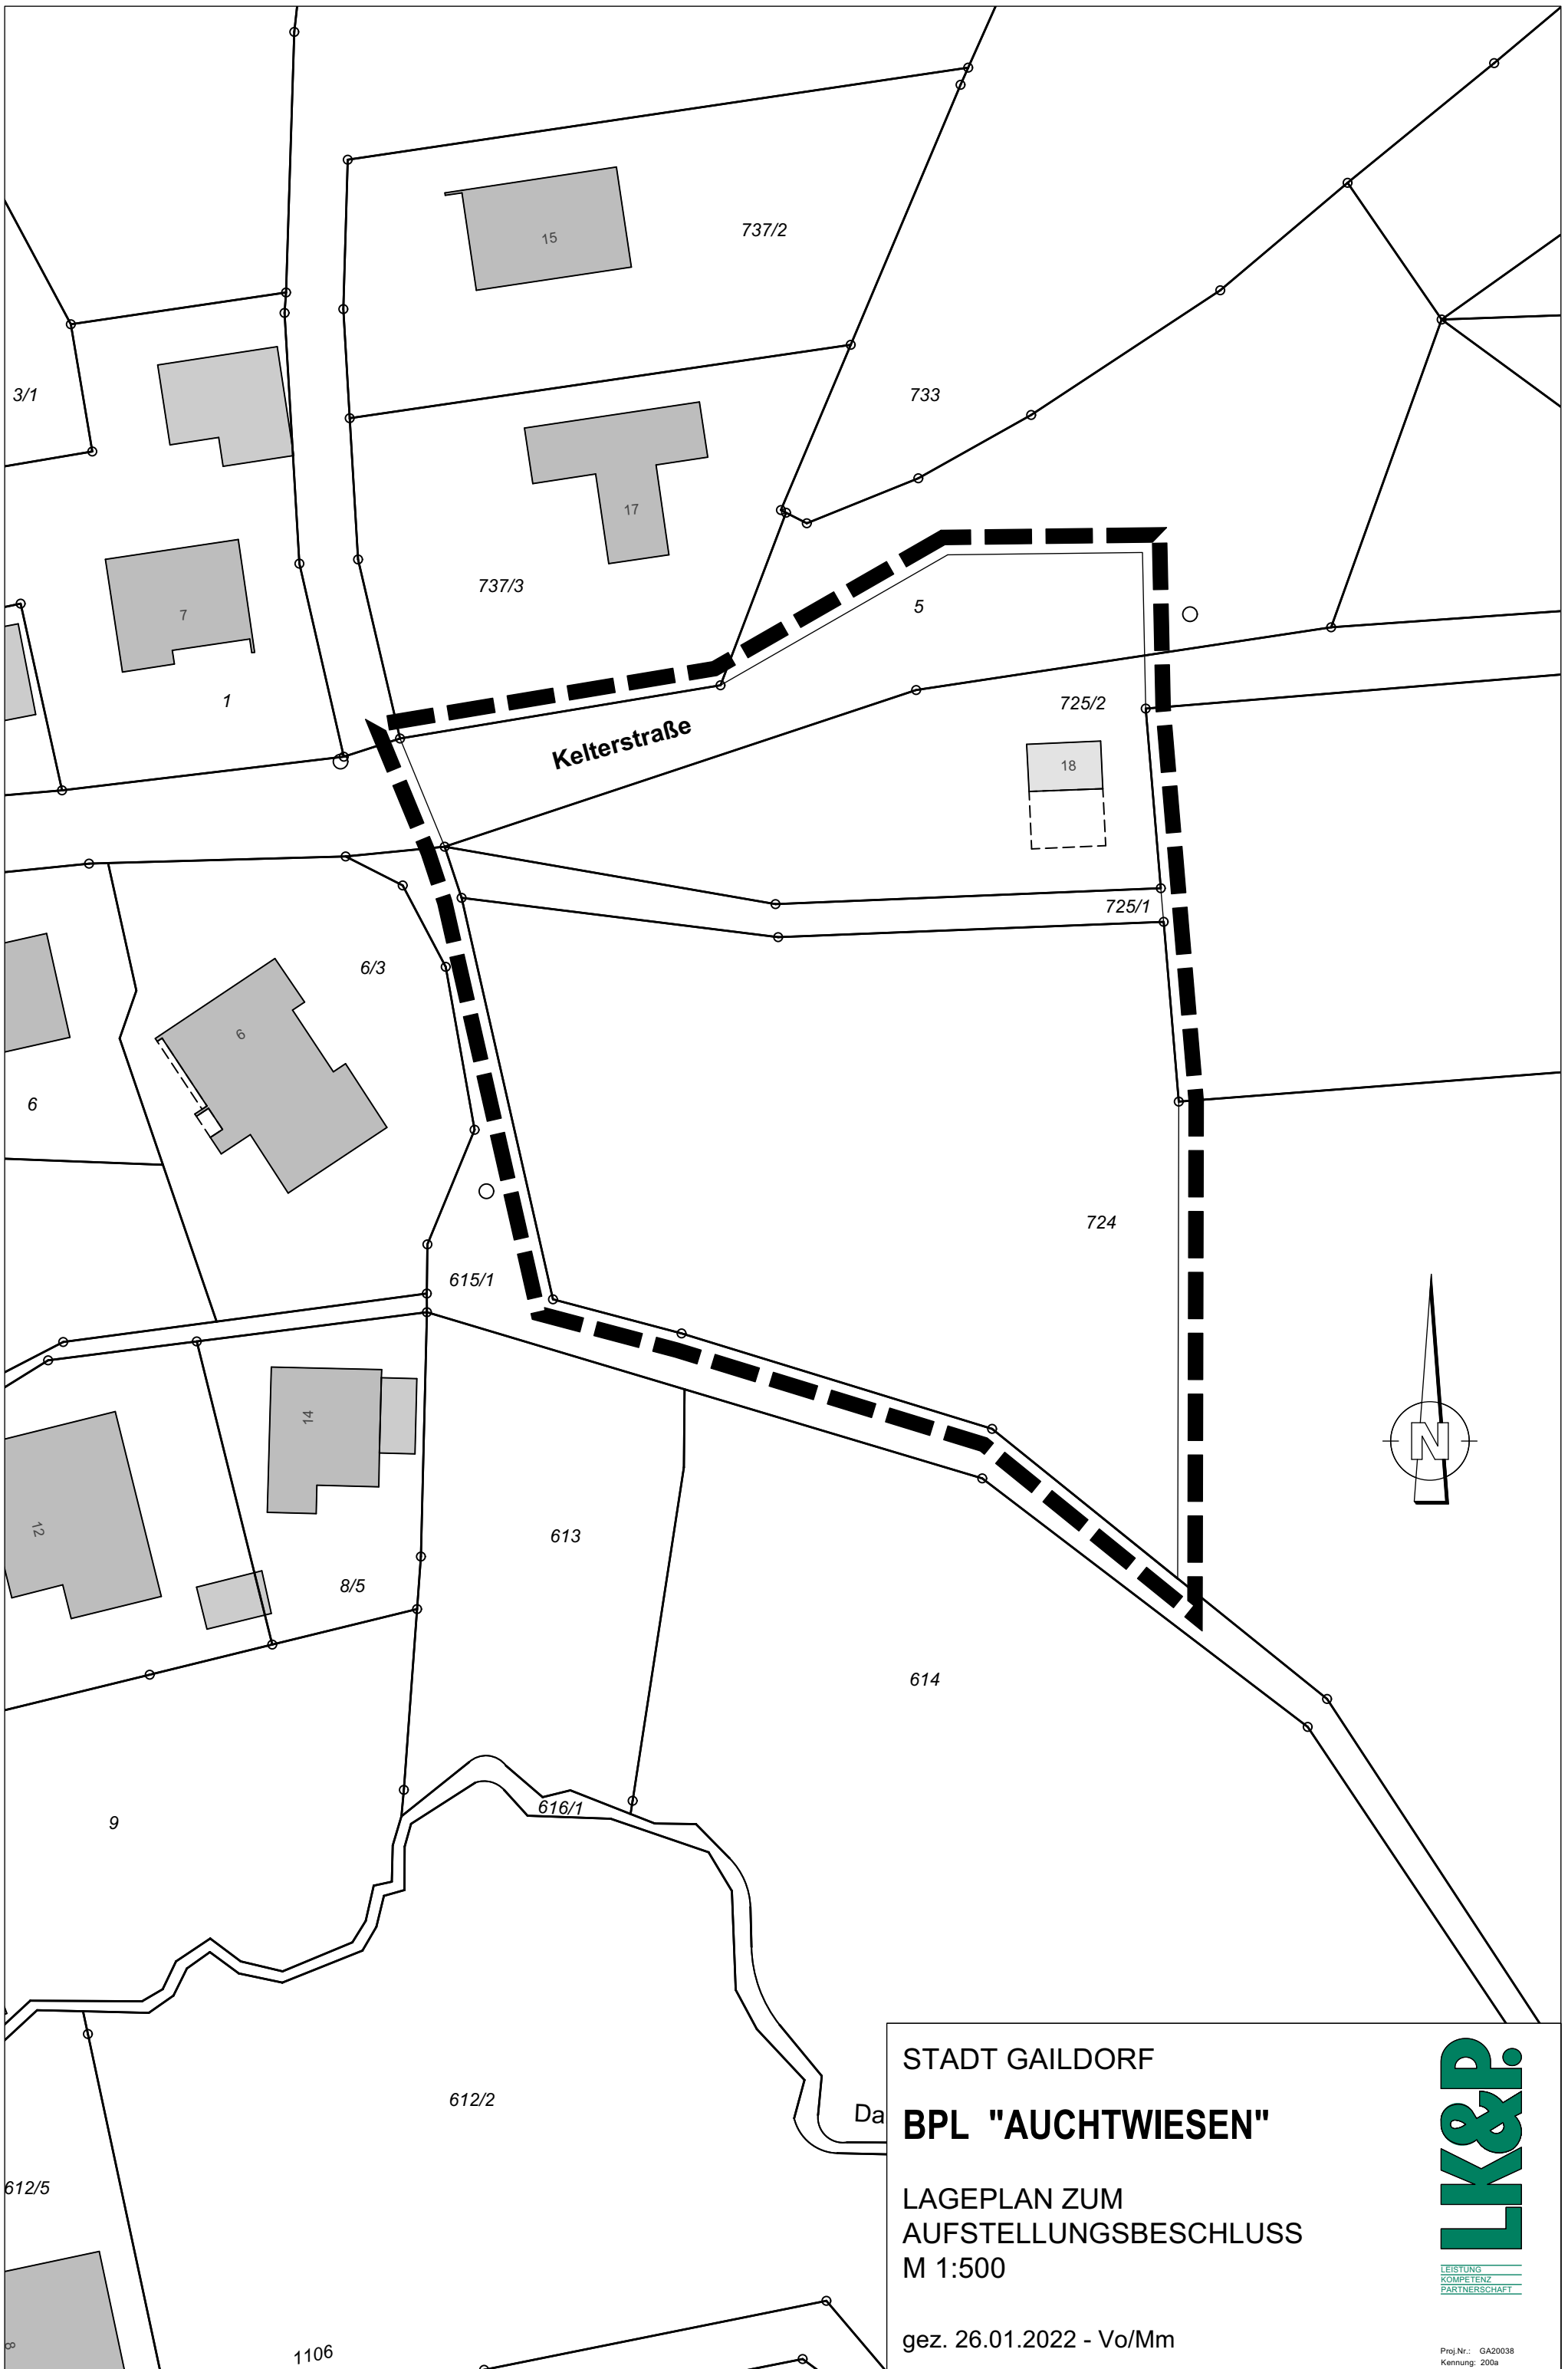 15
737/2
3/1
733
17
737/3
7
5
1
725/2
Kelterstraße
18
725/1
6/3
6
6
724
615/1
14
N
12
613
8/5
614
9
616/1
612/2
Da
612/5
8
1106
STADT GAILDORF
BPL "AUCHTWIESEN"
LAGEPLAN ZUM
AUFSTELLUNGSBESCHLUSS
M 1:500
gez. 26.01.2022 - Vo/Mm
LK&P.
LEISTUNG
KOMPETENZ
PARTNERSCHAFT
Proj.Nr.: GA20038
Kennung: 200a